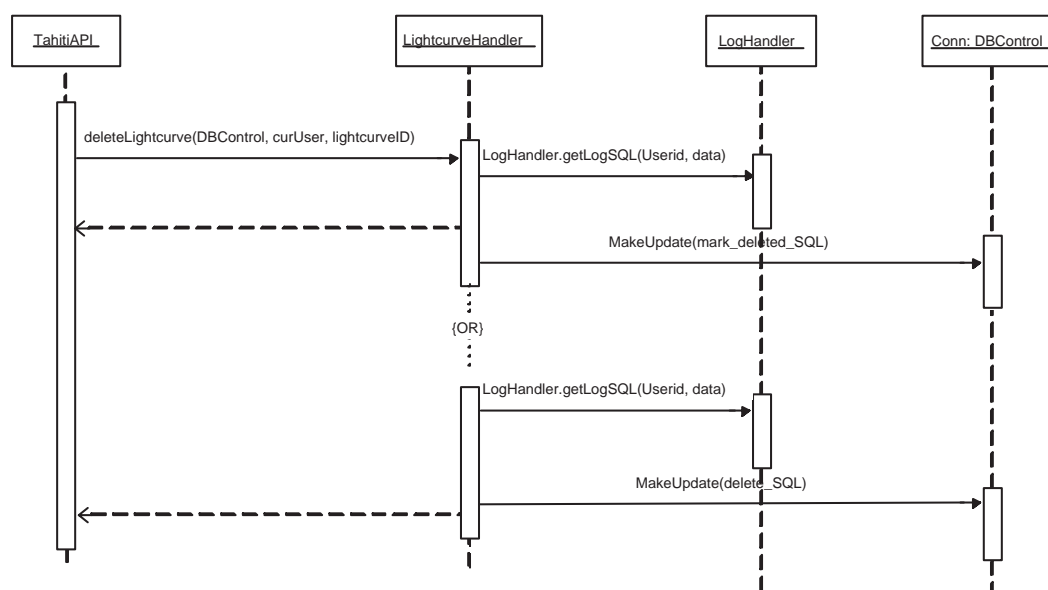 TahitiAPI
LightcurveHandler
LogHandler
Conn: DBControl
deleteLightcurve(DBControl, curUser, lightcurveID)
LogHandler.getLogSQL(Userid, data)
MakeUpdate(mark_deleted_SQL)
{OR}
LogHandler.getLogSQL(Userid, data)
MakeUpdate(delete_SQL)